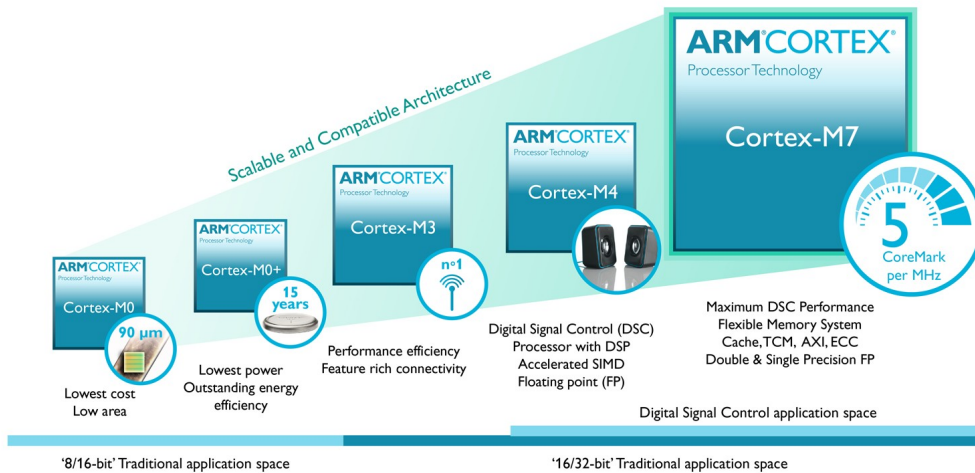 Scalable and Compatible Architecture
ARM®CORTEX®
Processor Technology
Cortex-M0
90 µm
Lowest cost
Low area
ARM®CORTEX®
Processor Technology
Cortex-M0+
15
years
Lowest power
Outstanding energy
efficiency
ARM®CORTEX®
Processor Technology
Cortex-M3
nº1
Performance efficiency
Feature rich connectivity
ARM®CORTEX®
Processor Technology
Cortex-M4
Digital Signal Control (DSC)
Processor with DSP
Accelerated SIMD
Floating point (FP)
ARM®CORTEX®
Processor Technology
Cortex-M7
5
CoreMark
per MHz
Maximum DSC Performance
Flexible Memory System
Cache, TCM, AXI, ECC
Double & Single Precision FP
Digital Signal Control application space
'8/16-bit' Traditional application space
'16/32-bit' Traditional application space